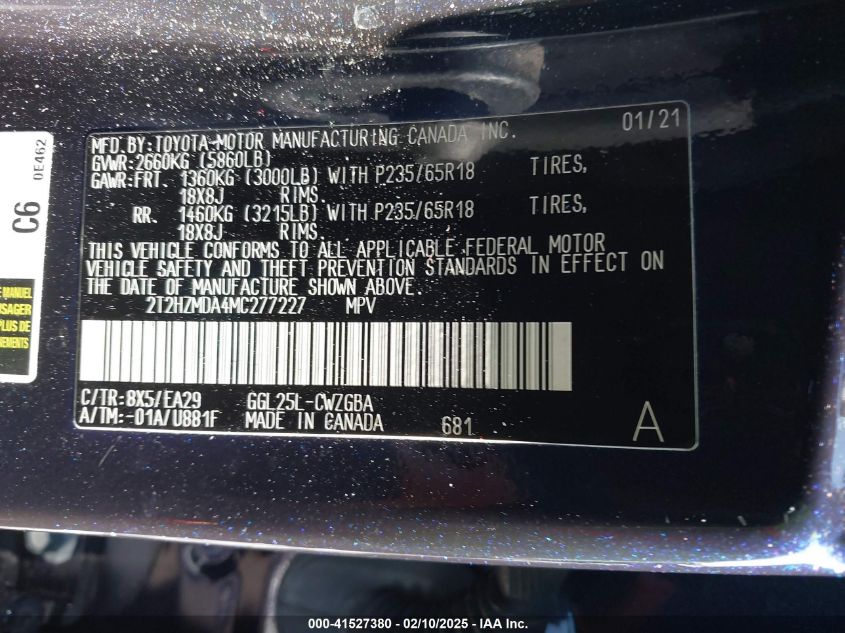 MFD. BY: TOYOTA MOTOR MANUFACTURING CANADA INC. 01/21
GVWR: 2660KG (5860LB)
GAWR: FRT. 1360KG (3000LB) WITH P235/65R18 TIRES,
18X8J RIMS.
RR. 1460KG (3215LB) WITH P235/65R18 TIRES,
18X8J RIMS.
THIS VEHICLE CONFORMS TO ALL APPLICABLE FEDERAL MOTOR
VEHICLE SAFETY AND THEFT PREVENTION STANDARDS IN EFFECT ON
THE DATE OF MANUFACTURE SHOWN ABOVE.
2T2HZMDA4MC277227 MPV
C/TR: 8X5/EA29 GGL25L-CWZGBA
A/TM: -01A/U881F MADE IN CANADA 681 A
C6 0E462
MANUEL
PLUS DE
000-41527380 - 02/10/2025 - IAA Inc.